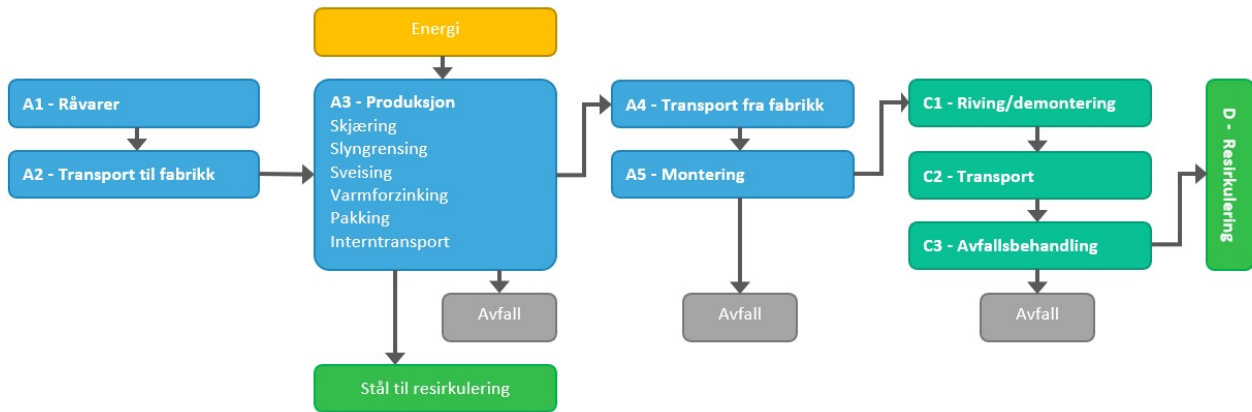 Energi
A1 - Råvarer
A2 - Transport til fabrikk
A3 - Produksjon
Skjæring
Slyngrensing
Sveising
Varmforzinking
Pakking
Interntransport
Avfall
Stål til resirkulering
A4 - Transport fra fabrikk
A5 - Montering
Avfall
C1 - Riving/demontering
C2 - Transport
C3 - Avfallsbehandling
Avfall
D - Resirkulering